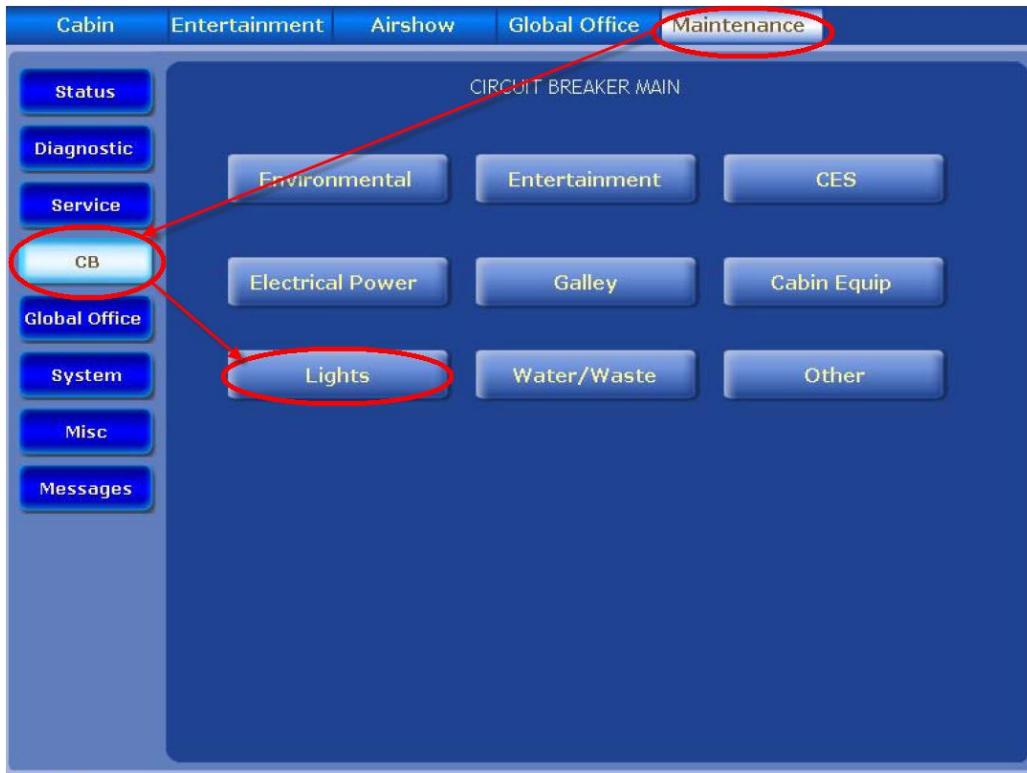 Cabin Entertainment Airshow Global Office Maintenance
CIRCUIT BREAKER MAIN
Status
Diagnostic
Service
CB
Global Office
System
Misc
Messages
Environmental Entertainment CES
Electrical Power Galley Cabin Equip
Lights Water/Waste Other